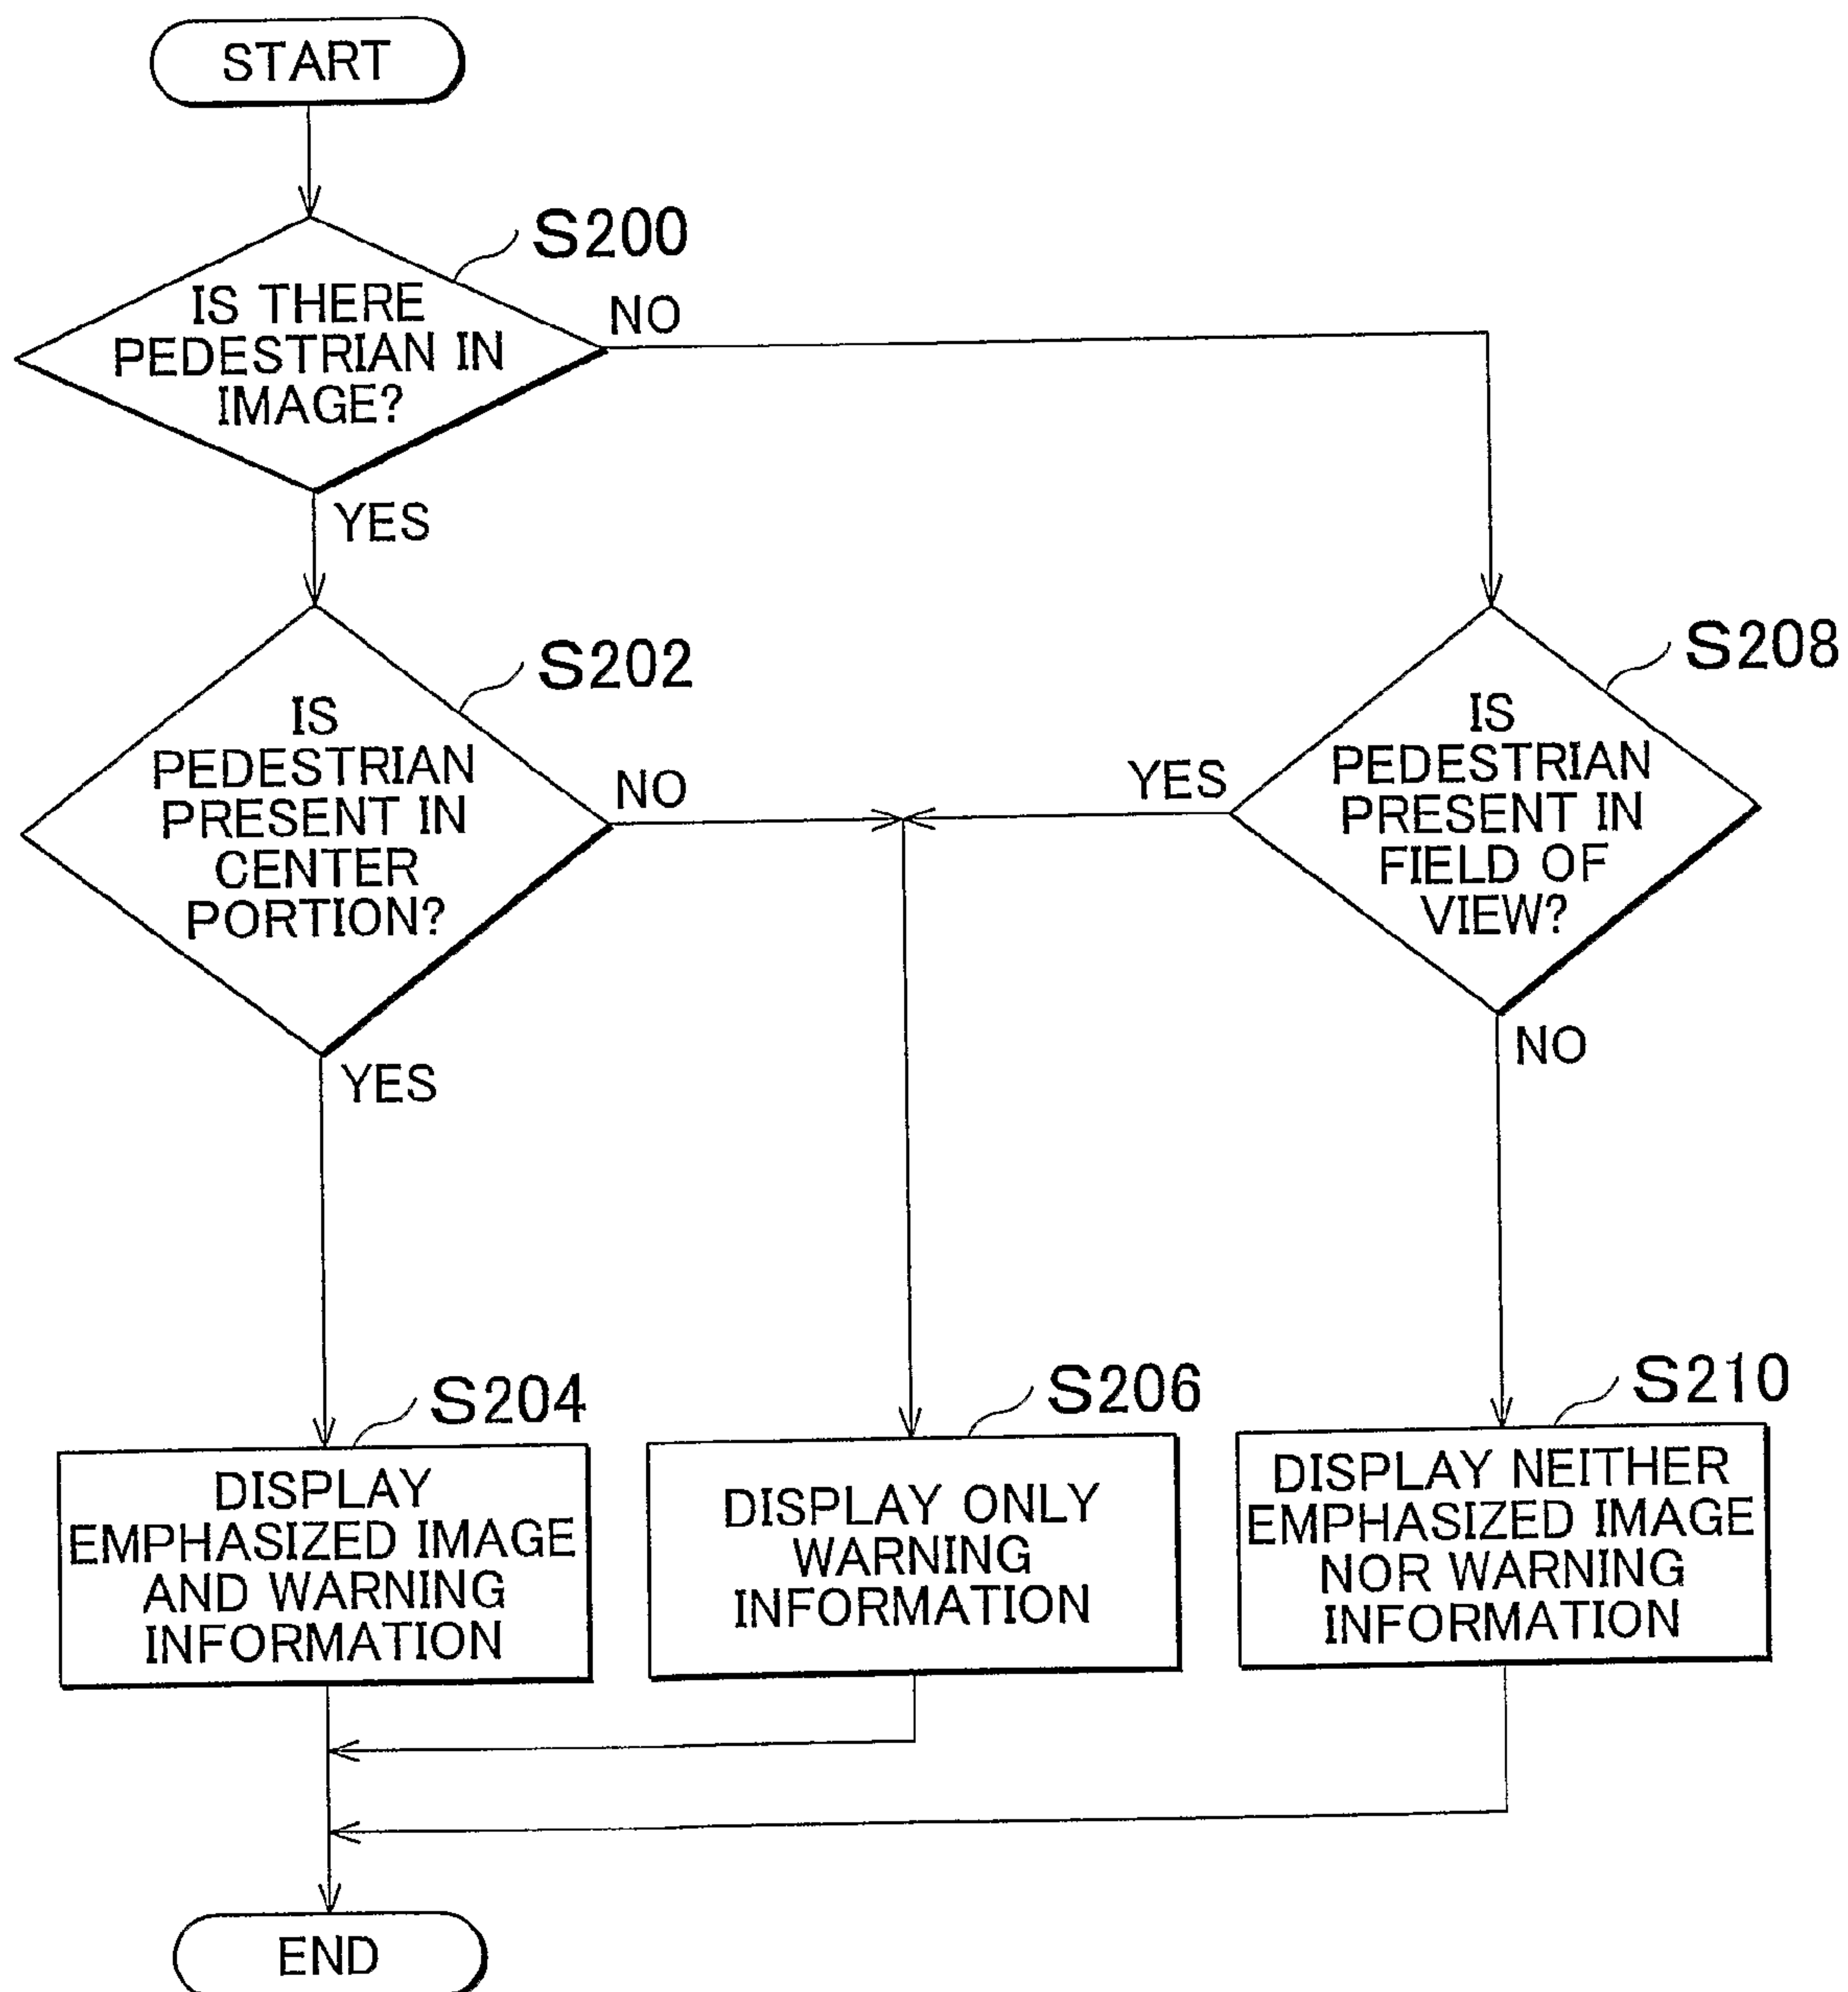 START
S200
IS THERE
PEDESTRIAN IN
IMAGE?
NO
YES
S202
IS
PEDESTRIAN
PRESENT IN
CENTER
PORTION?
NO
YES
S208
IS
PEDESTRIAN
PRESENT IN
FIELD OF
VIEW?
YES
NO
S204
DISPLAY
EMPHASIZED IMAGE
AND WARNING
INFORMATION
S206
DISPLAY ONLY
WARNING
INFORMATION
S210
DISPLAY NEITHER
EMPHASIZED IMAGE
NOR WARNING
INFORMATION
END